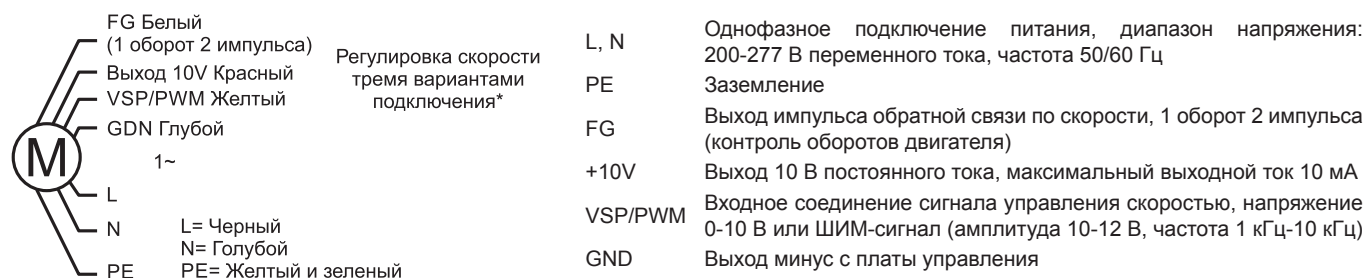 FG Белый
(1 оборот 2 импульса)
Выход 10V Красный
VSP/PWM Желтый
GDN Глубой
M
1~
L
N
PE
L= Черный
N= Голубой
PE= Желтый и зеленый
Регулировка скорости
тремя вариантами
подключения*
L, N
Однофазное подключение питания, диапазон напряжения:
200-277 В переменного тока, частота 50/60 Гц
PE
Заземление
FG
Выход импульса обратной связи по скорости, 1 оборот 2 импульса
(контроль оборотов двигателя)
+10V
Выход 10 В постоянного тока, максимальный выходной ток 10 мА
VSP/PWM
Входное соединение сигнала управления скоростью, напряжение
0-10 В или ШИМ-сигнал (амплитуда 10-12 В, частота 1 кГц-10 кГц)
GND
Выход минус с платы управления